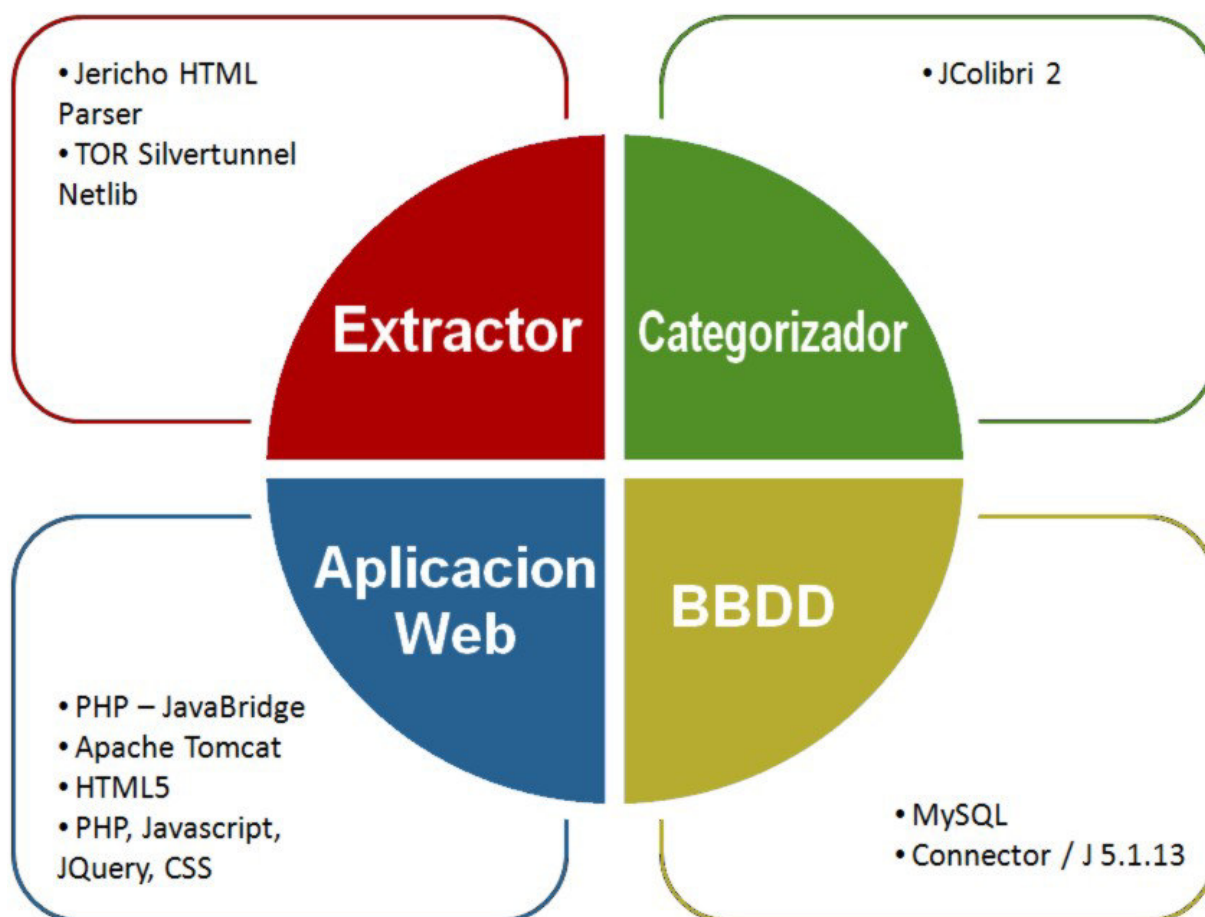 • Jericho HTML
Parser
• TOR Silvertunnel
Netlib
• JColibri 2
Extractor
Categorizador
Aplicacion
Web
BBDD
• PHP – JavaBridge
• Apache Tomcat
• HTML5
• PHP, Javascript,
JQuery, CSS
• MySQL
• Connector / J 5.1.13